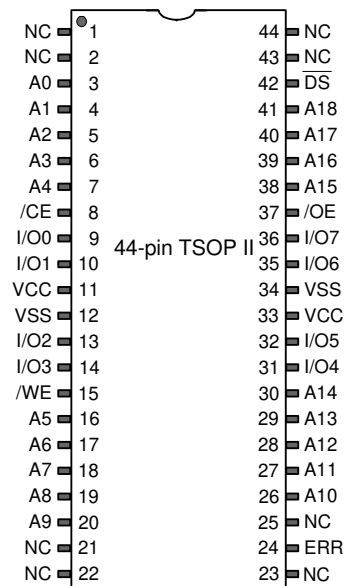 NC 1 44 NC
NC 2 43 NC
A0 3 42 DS
A1 4 41 A18
A2 5 40 A17
A3 6 39 A16
A4 7 38 A15
/CE 8 37 /OE
I/O0 9 44-pin TSOP II 36 I/O7
I/O1 10 35 I/O6
VCC 11 34 VSS
VSS 12 33 VCC
I/O2 13 32 I/O5
I/O3 14 31 I/O4
/WE 15 30 A14
A5 16 29 A13
A6 17 28 A12
A7 18 27 A11
A8 19 26 A10
A9 20 25 NC
NC 21 24 ERR
NC 22 23 NC